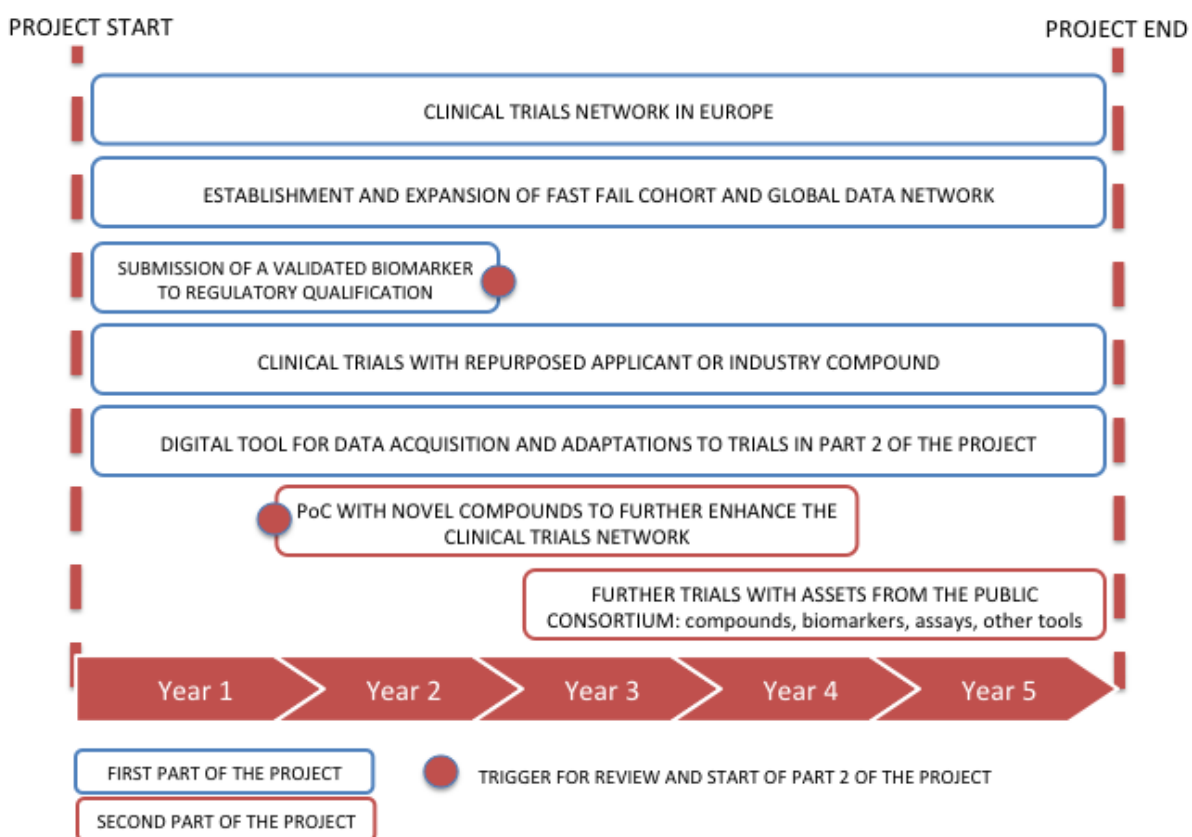 PROJECT START
PROJECT END
CLINICAL TRIALS NETWORK IN EUROPE
ESTABLISHMENT AND EXPANSION OF FAST FAIL COHORT AND GLOBAL DATA NETWORK
SUBMISSION OF A VALIDATED BIOMARKER
TO REGULATORY QUALIFICATION
CLINICAL TRIALS WITH REPURPOSED APPLICANT OR INDUSTRY COMPOUND
DIGITAL TOOL FOR DATA ACQUISITION AND ADAPTATIONS TO TRIALS IN PART 2 OF THE PROJECT
PoC WITH NOVEL COMPOUNDS TO FURTHER ENHANCE THE
CLINICAL TRIALS NETWORK
FURTHER TRIALS WITH ASSETS FROM THE PUBLIC
CONSORTIUM: compounds, biomarkers, assays, other tools
Year 1
Year 2
Year 3
Year 4
Year 5
FIRST PART OF THE PROJECT
TRIGGER FOR REVIEW AND START OF PART 2 OF THE PROJECT
SECOND PART OF THE PROJECT